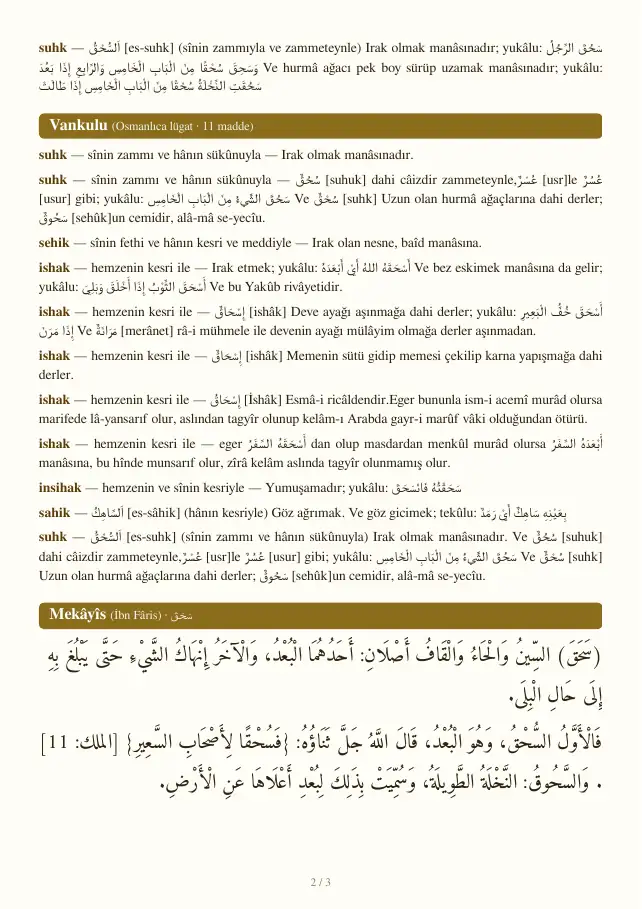 suhk — اَلسُّحْقُ [es-suhk] (sînin zammıyla ve zammeteynle) Irak olmak manâsınadır; yukâlu: سَحُقَ الرَّجُلُ
وَسَحِقَ سُحْقًا مِنَ الْبَابِ الْخَامِسِ وَالرَّابِعِ إِذَا بَعُدَ Ve hurmâ ağacı pek boy sürüp uzamak manâsınadır; yukâlu:
سَحُقَتِ النَّخْلَةُ سُحْقًا مِنَ الْبَابِ الْخَامِسِ إِذَا طَالَتْ
Vankulu (Osmanlıca lügat · 11 madde)
suhk — sînin zammı ve hânın sükûnuyla — Irak olmak manâsınadır.
suhk — sînin zammı ve hânın sükûnuyla — سُحُقٌ [suhuk] dahi câizdir zammeteynle,عُسْرٌ [usr]le عُسُرٌ
[usur] gibi; yukâlu: سَحُقَ الشَّيْءُ مِنَ الْبَابِ الْخَامِسِ Ve سُحُقٌ [suhk] Uzun olan hurmâ ağaçlarına dahi derler;
سَحُوقٌ [sehûk]un cemidir, alâ-mâ se-yecîu.
sehik — sînin fethi ve hânın kesri ve meddiyle — Irak olan nesne, baîd manâsına.
ishak — hemzenin kesri ile — Irak etmek; yukâlu: أَسْحَقَهُ اللهُ أَيْ أَبْعَدَهُ Ve bez eskimek manâsına da gelir;
yukâlu: أَسْحَقَ الثَّوْبُ إِذَا أَخْلَقَ وَبَلِيَ Ve bu Yakûb rivâyetidir.
ishak — hemzenin kesri ile — إِسْحَاقٌ [ishâk] Deve ayağı aşınmağa dahi derler; yukâlu: أَسْحَقَ خُفُّ الْبَعِيرِ
إِذَا مَرَنَ Ve مَرَانَةٌ [merânet] râ-i mühmele ile devenin ayağı mülâyim olmağa derler aşınmadan.
ishak — hemzenin kesri ile — إِسْحَاقٌ [ishâk] Memenin sütü gidip memesi çekilip karna yapışmağa dahi
derler.
ishak — hemzenin kesri ile — إِسْحَاقُ [İshâk] Esmâ-i ricâldendir.Eger bununla ism-i acemî murâd olursa
marifede lâ-yansarıf olur, aslından tagyîr olunup kelâm-ı Arabda gayr-i marûf vâki olduğundan ötürü.
ishak — hemzenin kesri ile — eger أَسْحَقَهُ السَّفَرُ dan olup masdardan menkûl murâd olursa أَبْعَدَهُ السَّفَرُ
manâsına, bu hînde munsarıf olur, zîrâ kelâm aslında tagyîr olunmamış olur.
insihak — hemzenin ve sînin kesriyle — Yumuşamadır; yukâlu: سَحَقْتُهُ فَانْسَحَقَ
sahik — اَلسَّاهِكُ [es-sâhik] (hânın kesriyle) Göz ağrımak. Ve göz gicimek; tekûlu: بِعَيْنِهِ سَاهِكٌ أَيْ رَمَدٌ
suhk — اَلسُّحْقُ [es-suhk] (sînin zammı ve hânın sükûnuyla) Irak olmak manâsınadır. Ve سُحُقٌ [suhuk]
dahi câizdir zammeteynle,عُسْرٌ [usr]le عُسُرٌ [usur] gibi; yukâlu: سَحُقَ الشَّيْءُ مِنَ الْبَابِ الْخَامِسِ Ve سُحُقٌ [suhk]
Uzun olan hurmâ ağaçlarına dahi derler; سَحُوقٌ [sehûk]un cemidir, alâ-mâ se-yecîu.
Mekâyîs (İbn Fâris) · سَحَقَ
(سَحَقَ) السِّينُ وَالْحَاءُ وَالْقَافُ أَصْلَانِ: أَحَدُهُمَا الْبُعْدُ، وَالْآخَرُ إِنْهَاكُ الشَّيْءِ حَتَّى يَبْلُغَ بِهِ
إِلَى حَالِ الْبِلَى.
فَالْأَوَّلُ السُّحْقُ، وَهُوَ الْبُعْدُ، قَالَ اللَّهُ جَلَّ ثَنَاؤُهُ: {فَسُحْقًا لِأَصْحَابِ السَّعِيرِ} [الملك: 11]
. وَالسَّحُوقُ: النَّخْلَةُ الطَّوِيلَةُ، وَسُمِّيَتْ بِذَلِكَ لِبُعْدِ أَعْلَاهَا عَنِ الْأَرْضِ.
2 / 3